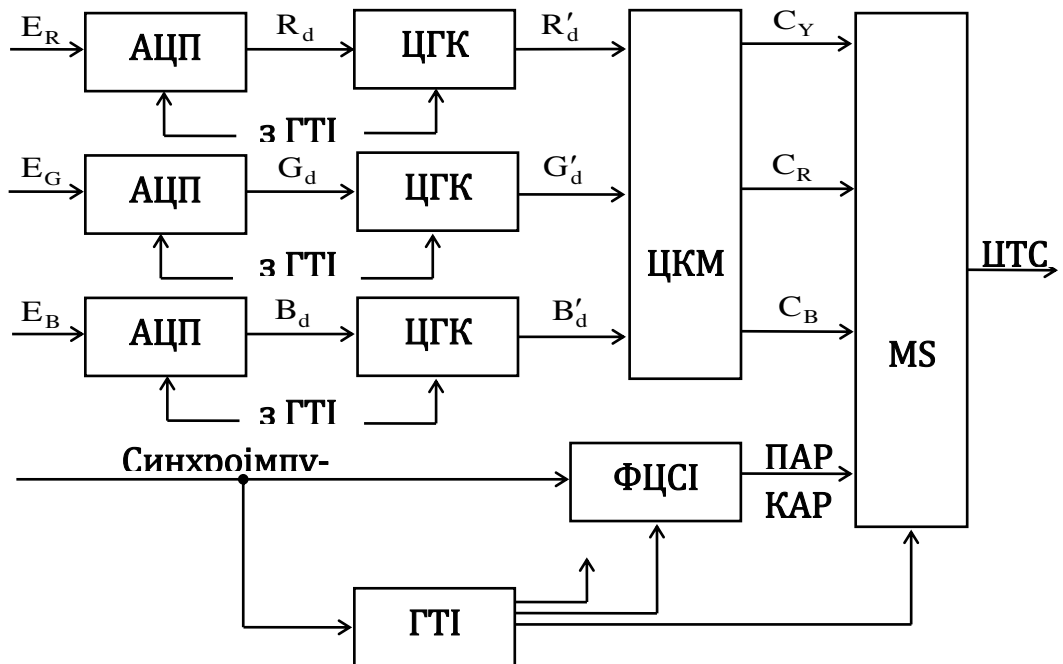 E_R АЦП R_d ЦГК R′_d C_Y
з ГТІ
E_G АЦП G_d ЦГК G′_d ЦКМ C_R MS ЦТС
з ГТІ
E_B АЦП B_d ЦГК B′_d C_B
з ГТІ
Синхроімпу-
ФЦСІ ПАР
КАР
ГТІ